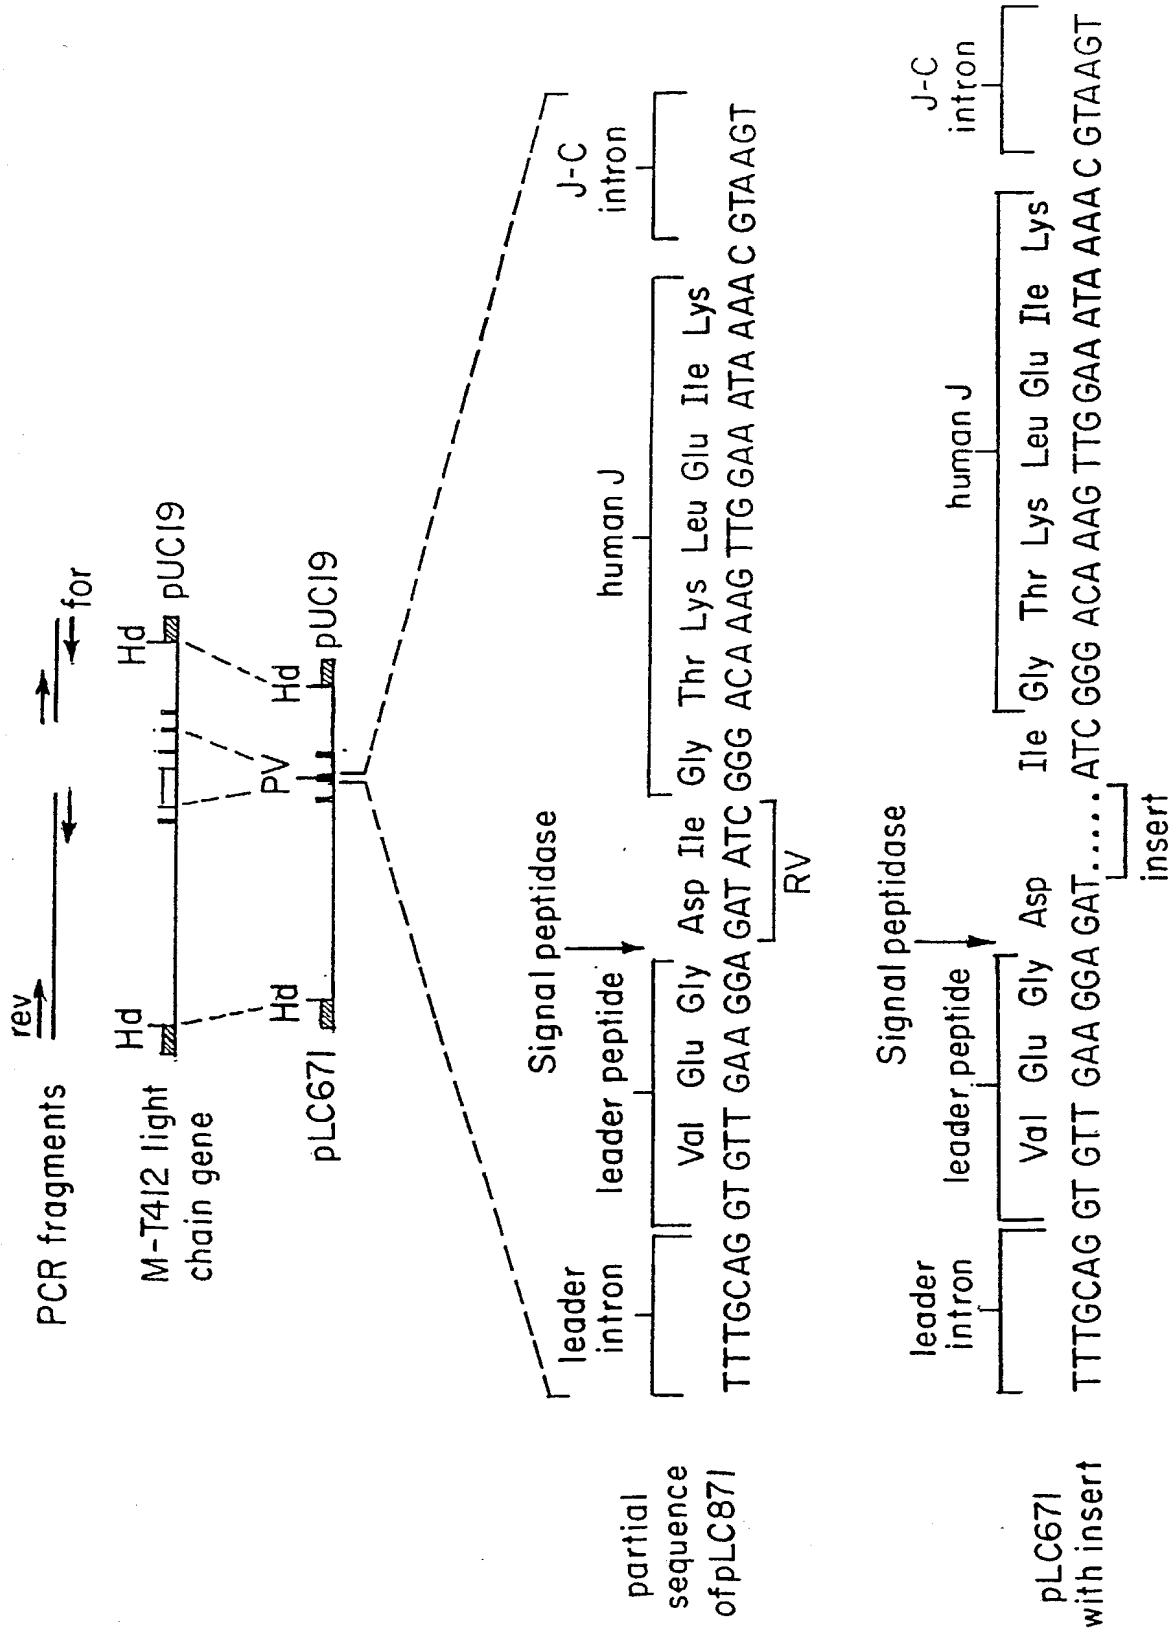 PCR fragments
rev
for
M-T412 light
chain gene
Hd
Hd
pUC19
pLC671
Hd
PV
Hd
pUC19
Signal peptidase
leader
intron
leader peptide
human J
J-C
intron
Val Glu Gly Asp Ile Gly Thr Lys Leu Glu Ile Lys
partial
sequence
of pLC871
TTTGCAG GT GTT GAA GGA GAT ATC GGG ACA AAG TTG GAA ATA AAA C GTAAGT
RV
Signal peptidase
leader
intron
leader peptide
human J
J-C
intron
Val Glu Gly Asp Ile Gly Thr Lys Leu Glu Ile Lys
pLC671
with insert
TTTGCAG GT GTT GAA GGA GAT.....ATC GGG ACA AAG TTG GAA ATA AAA C GTAAGT
insert